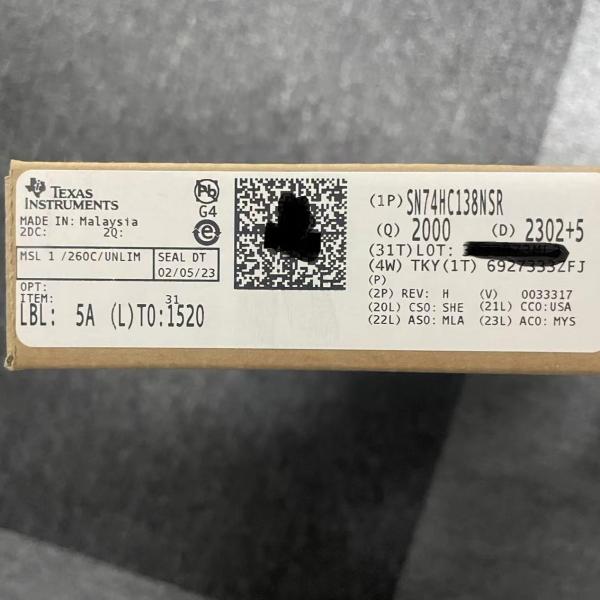 TEXAS
INSTRUMENTS
MADE IN: Malaysia
2DC: 2Q:
MSL 1 /260C/UNLIM
SEAL DT
02/05/23
OPT:
ITEM: 31
LBL: 5A (L)TO:1520
Pb
G4
e
(1P) SN74HC138NSR
(Q) 2000 (D) 2302+5
(31T) LOT:
(4W) TKY(1T) 6927333ZFJ
(P)
(2P) REV: H (V) 0033317
(20L) CSO: SHE (21L) CCO:USA
(22L) ASO: MLA (23L) ACO: MYS